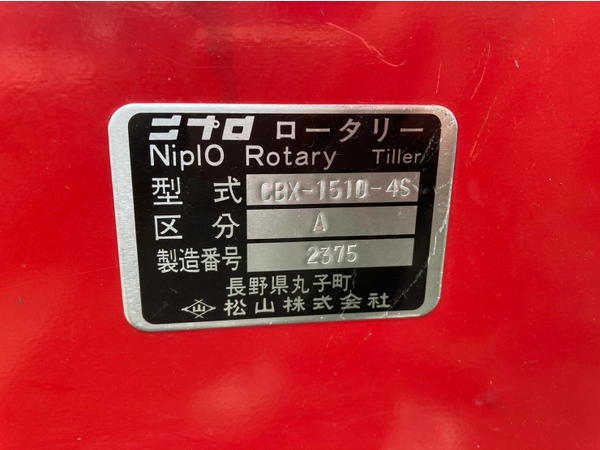 ニプロ ロータリー
NiplO Rotary Tiller
型式 CBX-1510-4S
区分 A
製造番号 2375
長野県丸子町
松山株式会社